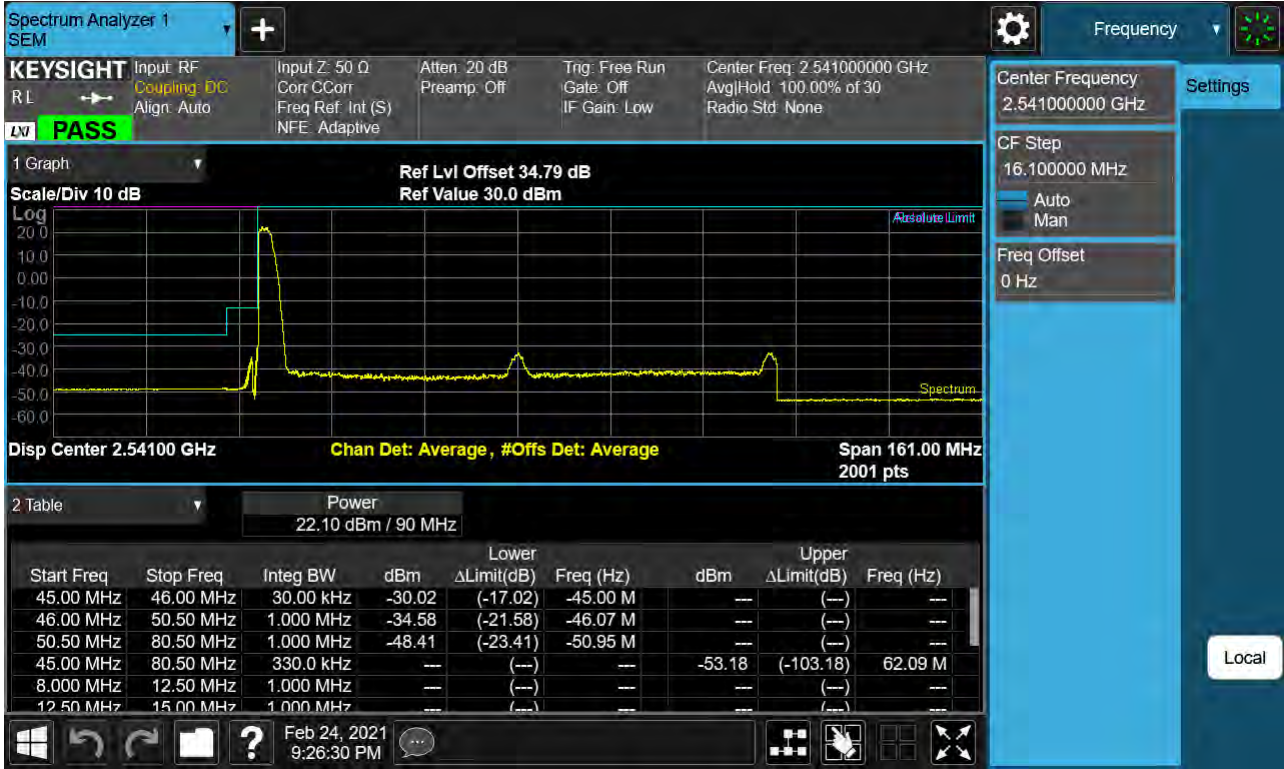 Spectrum Analyzer 1
SEM
Frequency
KEYSIGHT
RL
LXI PASS
Input: RF
Coupling: DC
Align: Auto
Input Z: 50 Ω
Corr CCorr
Freq Ref: Int (S)
NFE: Adaptive
Atten: 20 dB
Preamp: Off
Trig: Free Run
Gate: Off
IF Gain: Low
Center Freq: 2.541000000 GHz
Avg|Hold: 100.00% of 30
Radio Std: None
Center Frequency
2.541000000 GHz
Settings
CF Step
16.100000 MHz
Auto
Man
Freq Offset
0 Hz
Local
1 Graph
Scale/Div 10 dB
Ref Lvl Offset 34.79 dB
Ref Value 30.0 dBm
Log
Absolute Limit
20.0
10.0
0.00
-10.0
-20.0
-30.0
-40.0
-50.0
-60.0
Spectrum
Disp Center 2.54100 GHz
Chan Det: Average, #Offs Det: Average
Span 161.00 MHz
2001 pts
2 Table
Power
22.10 dBm / 90 MHz
Lower Upper
Start Freq Stop Freq Integ BW dBm ΔLimit(dB) Freq (Hz) dBm ΔLimit(dB) Freq (Hz)
45.00 MHz 46.00 MHz 30.00 kHz -30.02 (-17.02) -45.00 M --- (---) ---
46.00 MHz 50.50 MHz 1.000 MHz -34.58 (-21.58) -46.07 M --- (---) ---
50.50 MHz 80.50 MHz 1.000 MHz -48.41 (-23.41) -50.95 M --- (---) ---
45.00 MHz 80.50 MHz 330.0 kHz --- (---) --- -53.18 (-103.18) 62.09 M
8.000 MHz 12.50 MHz 1.000 MHz --- (---) --- --- (---) ---
12.50 MHz 15.00 MHz 1.000 MHz --- (---) --- --- (---) ---
?
Feb 24, 2021
9:26:30 PM